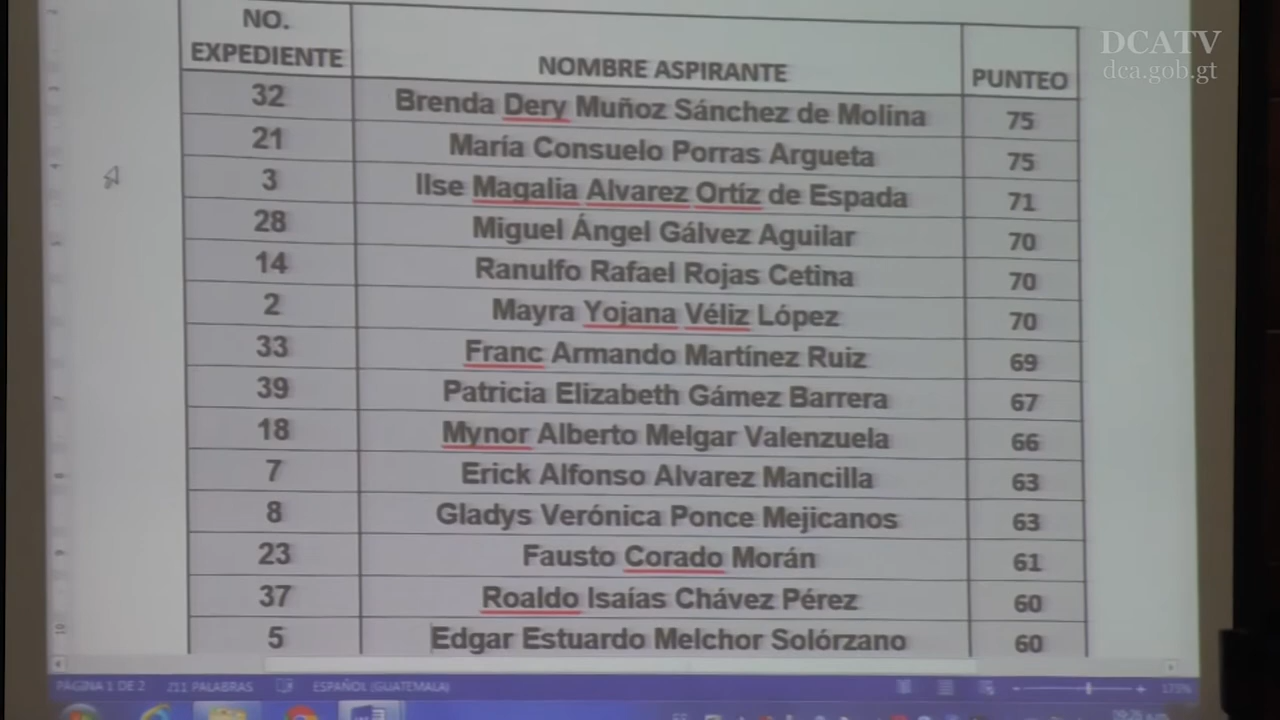 DCATV
dca.gob.gt
NO. EXPEDIENTE NOMBRE ASPIRANTE PUNTEO
32 Brenda Dery Muñoz Sánchez de Molina 75
21 María Consuelo Porras Argueta 75
3 Ilse Magalia Alvarez Ortíz de Espada 71
28 Miguel Ángel Gálvez Aguilar 70
14 Ranulfo Rafael Rojas Cetina 70
2 Mayra Yojana Véliz López 70
33 Franc Armando Martínez Ruiz 69
39 Patricia Elizabeth Gámez Barrera 67
18 Mynor Alberto Melgar Valenzuela 66
7 Erick Alfonso Alvarez Mancilla 63
8 Gladys Verónica Ponce Mejicanos 63
23 Fausto Corado Morán 61
37 Roaldo Isaías Chávez Pérez 60
5 Edgar Estuardo Melchor Solórzano 60
PÁGINA 1 DE 2 211 PALABRAS ESPAÑOL (GUATEMALA) 175%